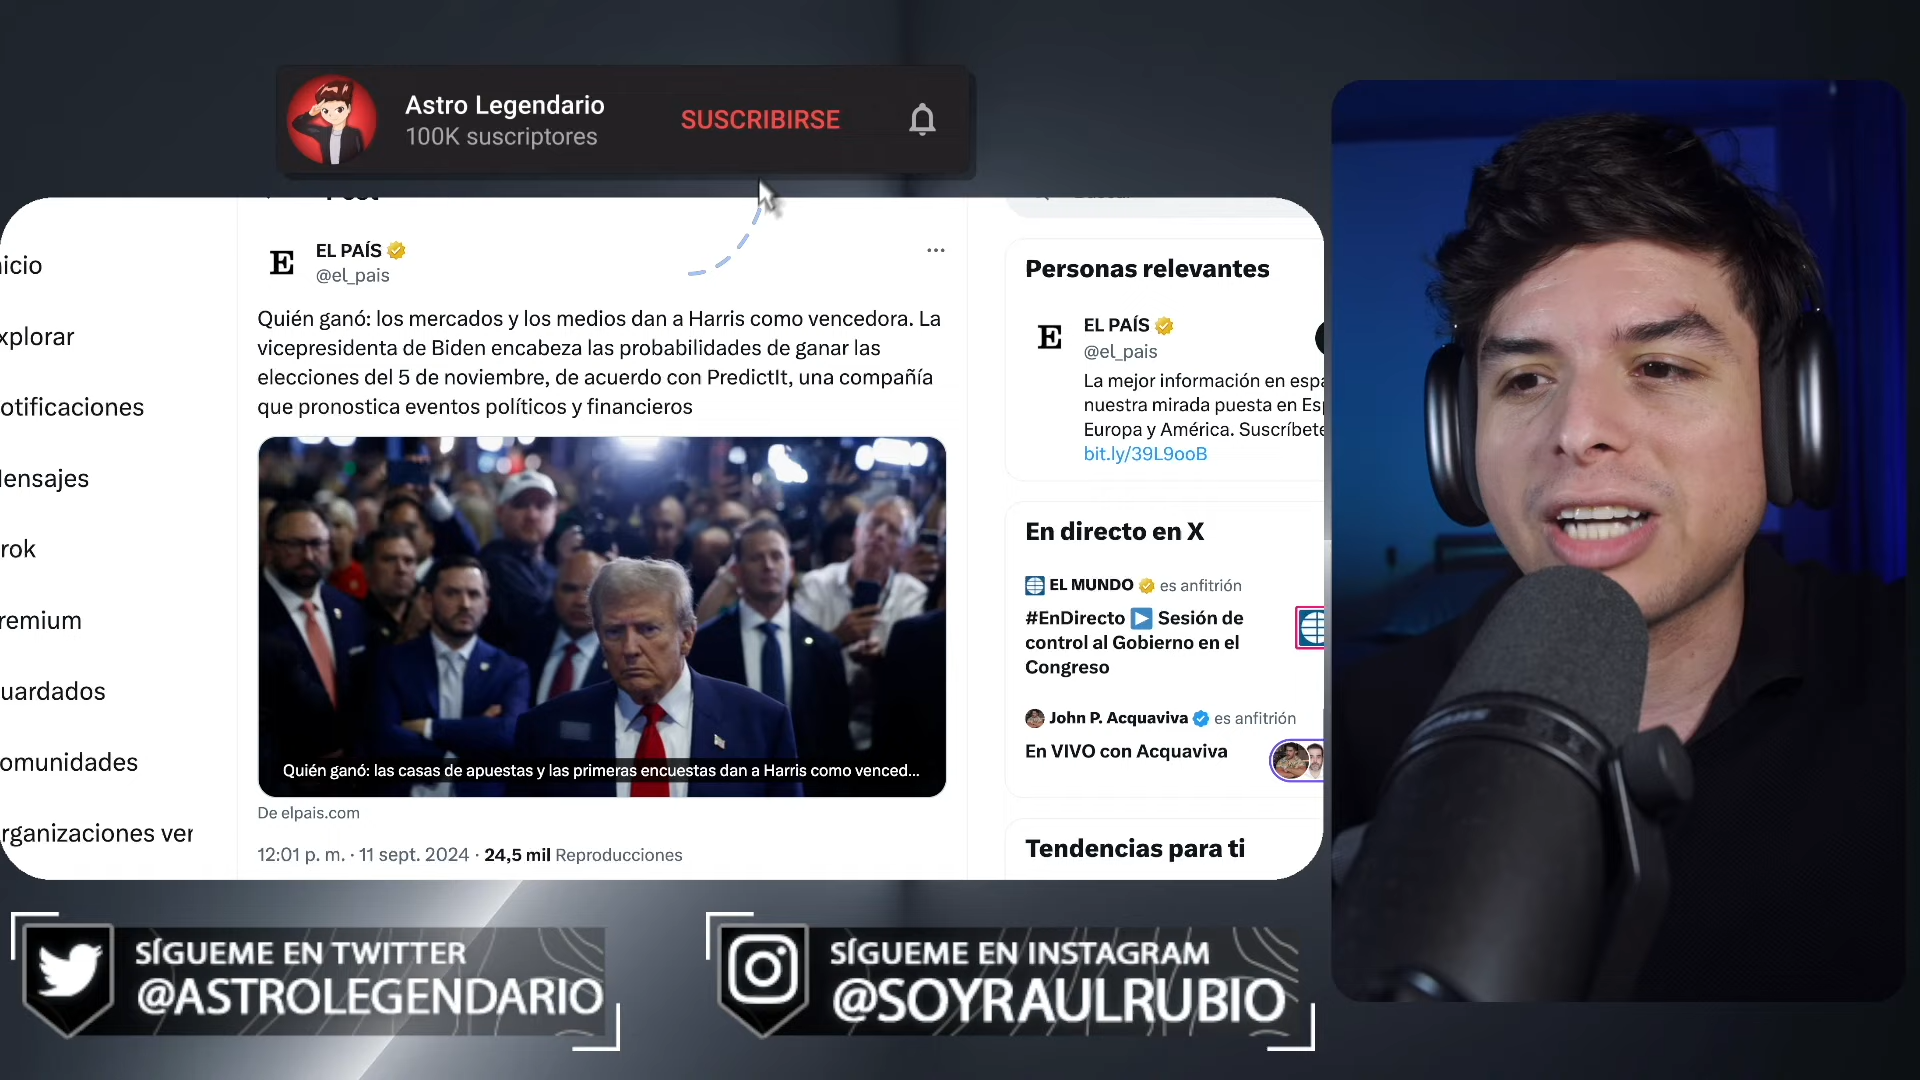 Astro Legendario
100K suscriptores
SUSCRIBIRSE
icio
xplorar
otificaciones
ensajes
rok
remium
uardados
omunidades
rganizaciones ver
E
EL PAÍS
@el_pais
Quién ganó: los mercados y los medios dan a Harris como vencedora. La
vicepresidenta de Biden encabeza las probabilidades de ganar las
elecciones del 5 de noviembre, de acuerdo con PredictIt, una compañía
que pronostica eventos políticos y financieros
Quién ganó: las casas de apuestas y las primeras encuestas dan a Harris como venced...
De elpais.com
12:01 p. m. · 11 sept. 2024 · 24,5 mil Reproducciones
Personas relevantes
E
EL PAÍS
@el_pais
La mejor información en espa
nuestra mirada puesta en Es
Europa y América. Suscríbete
bit.ly/39L9ooB
En directo en X
EL MUNDO es anfitrión
#EnDirecto ▶ Sesión de
control al Gobierno en el
Congreso
John P. Acquaviva es anfitrión
En VIVO con Acquaviva
Tendencias para ti
SÍGUEME EN TWITTER
@ASTROLEGENDARIO
SÍGUEME EN INSTAGRAM
@SOYRAULRUBIO